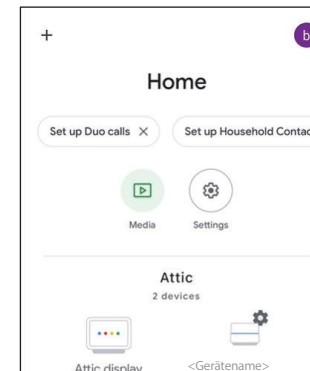 +
b
Home
Set up Duo calls ×
Set up Household Contac
Media
Settings
Attic
2 devices
Attic display
<Gerätename>